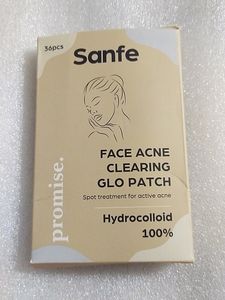 36pcs
Sanfe
promise.
FACE ACNE
CLEARING
GLO PATCH
Spot treatment for active acne
Hydrocolloid
100%